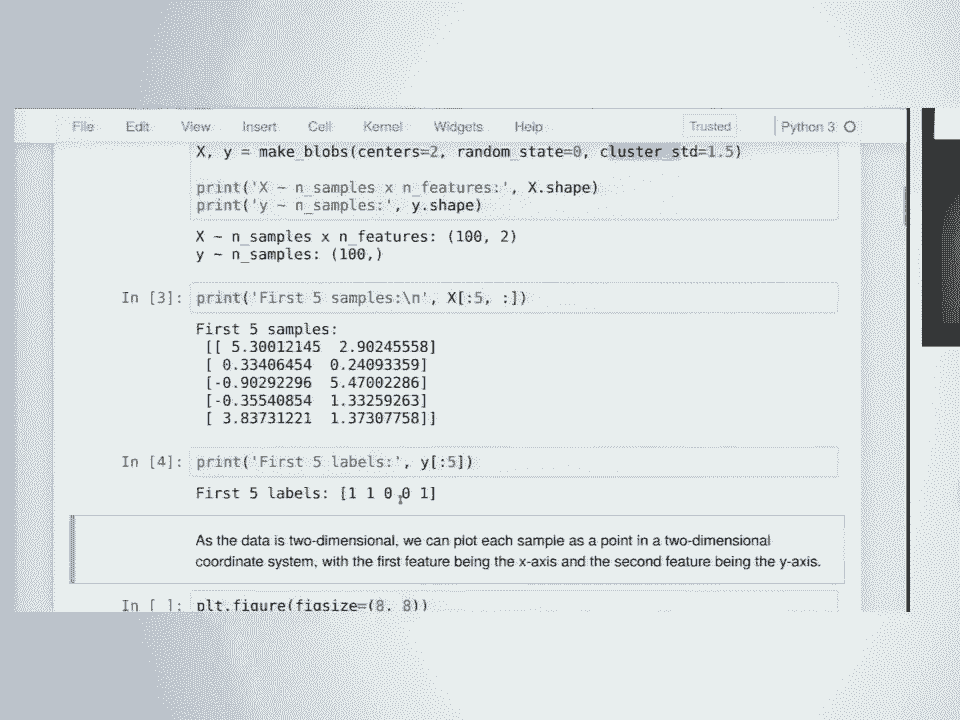 File Edit View Insert Cell Kernel Widgets Help Trusted Python 3
X, y = make_blobs(centers=2, random_state=0, cluster_std=1.5)
print('X ~ n_samples x n_features:', X.shape)
print('y ~ n_samples:', y.shape)
X ~ n_samples x n_features: (100, 2)
y ~ n_samples: (100,)
In [3]: print('First 5 samples:\n', X[:5, :])
First 5 samples:
[[ 5.30012145 2.90245558]
[ 0.33406454 0.24093359]
[-0.90292296 5.47002286]
[-0.35540854 1.33259263]
[ 3.83731221 1.37307758]]
In [4]: print('First 5 labels:', y[:5])
First 5 labels: [1 1 0 0 1]
As the data is two-dimensional, we can plot each sample as a point in a two-dimensional
coordinate system, with the first feature being the x-axis and the second feature being the y-axis.
In [ ]: plt.figure(figsize=(8, 8))